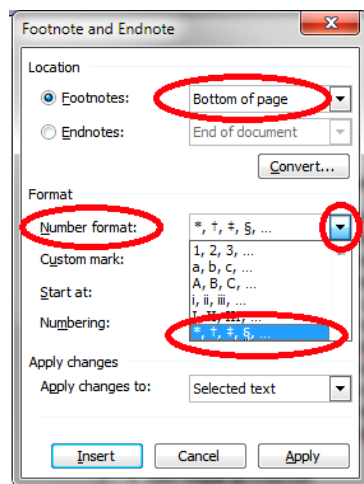 Footnote and Endnote
Location
Footnotes: Bottom of page
Endnotes: End of document
Convert...
Format
Number format: *, †, ‡, §, ...
1, 2, 3, ...
Custom mark: a, b, c, ...
A, B, C, ...
Start at: i, ii, iii, ...
I, II, III, ...
Numbering: *, †, ‡, §, ...
Apply changes
Apply changes to: Selected text
Insert Cancel Apply